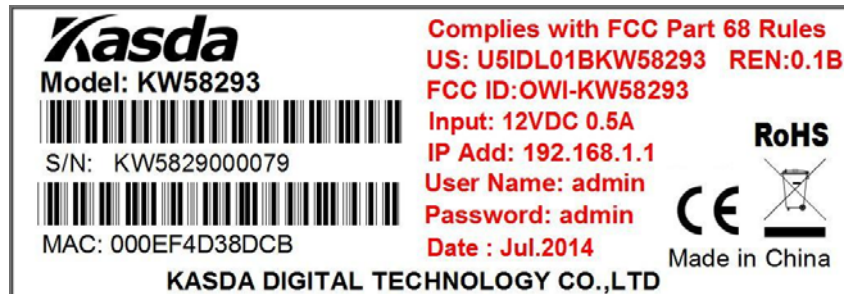 Kasda
Model: KW58293
S/N: KW5829000079
MAC: 000EF4D38DCB
Complies with FCC Part 68 Rules
US: U5IDL01BKW58293 REN:0.1B
FCC ID:OWI-KW58293
Input: 12VDC 0.5A
IP Add: 192.168.1.1
User Name: admin
Password: admin
Date : Jul.2014
RoHS
CE
Made in China
KASDA DIGITAL TECHNOLOGY CO.,LTD